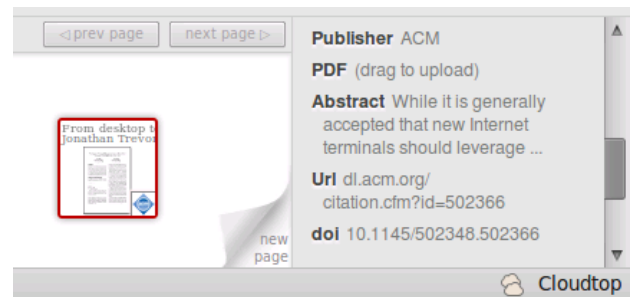 ◁ prev page
next page ▷
From desktop t
Jonathan Trevo
new
page
Publisher ACM
PDF (drag to upload)
Abstract While it is generally
accepted that new Internet
terminals should leverage ...
Url dl.acm.org/
citation.cfm?id=502366
doi 10.1145/502348.502366
Cloudtop